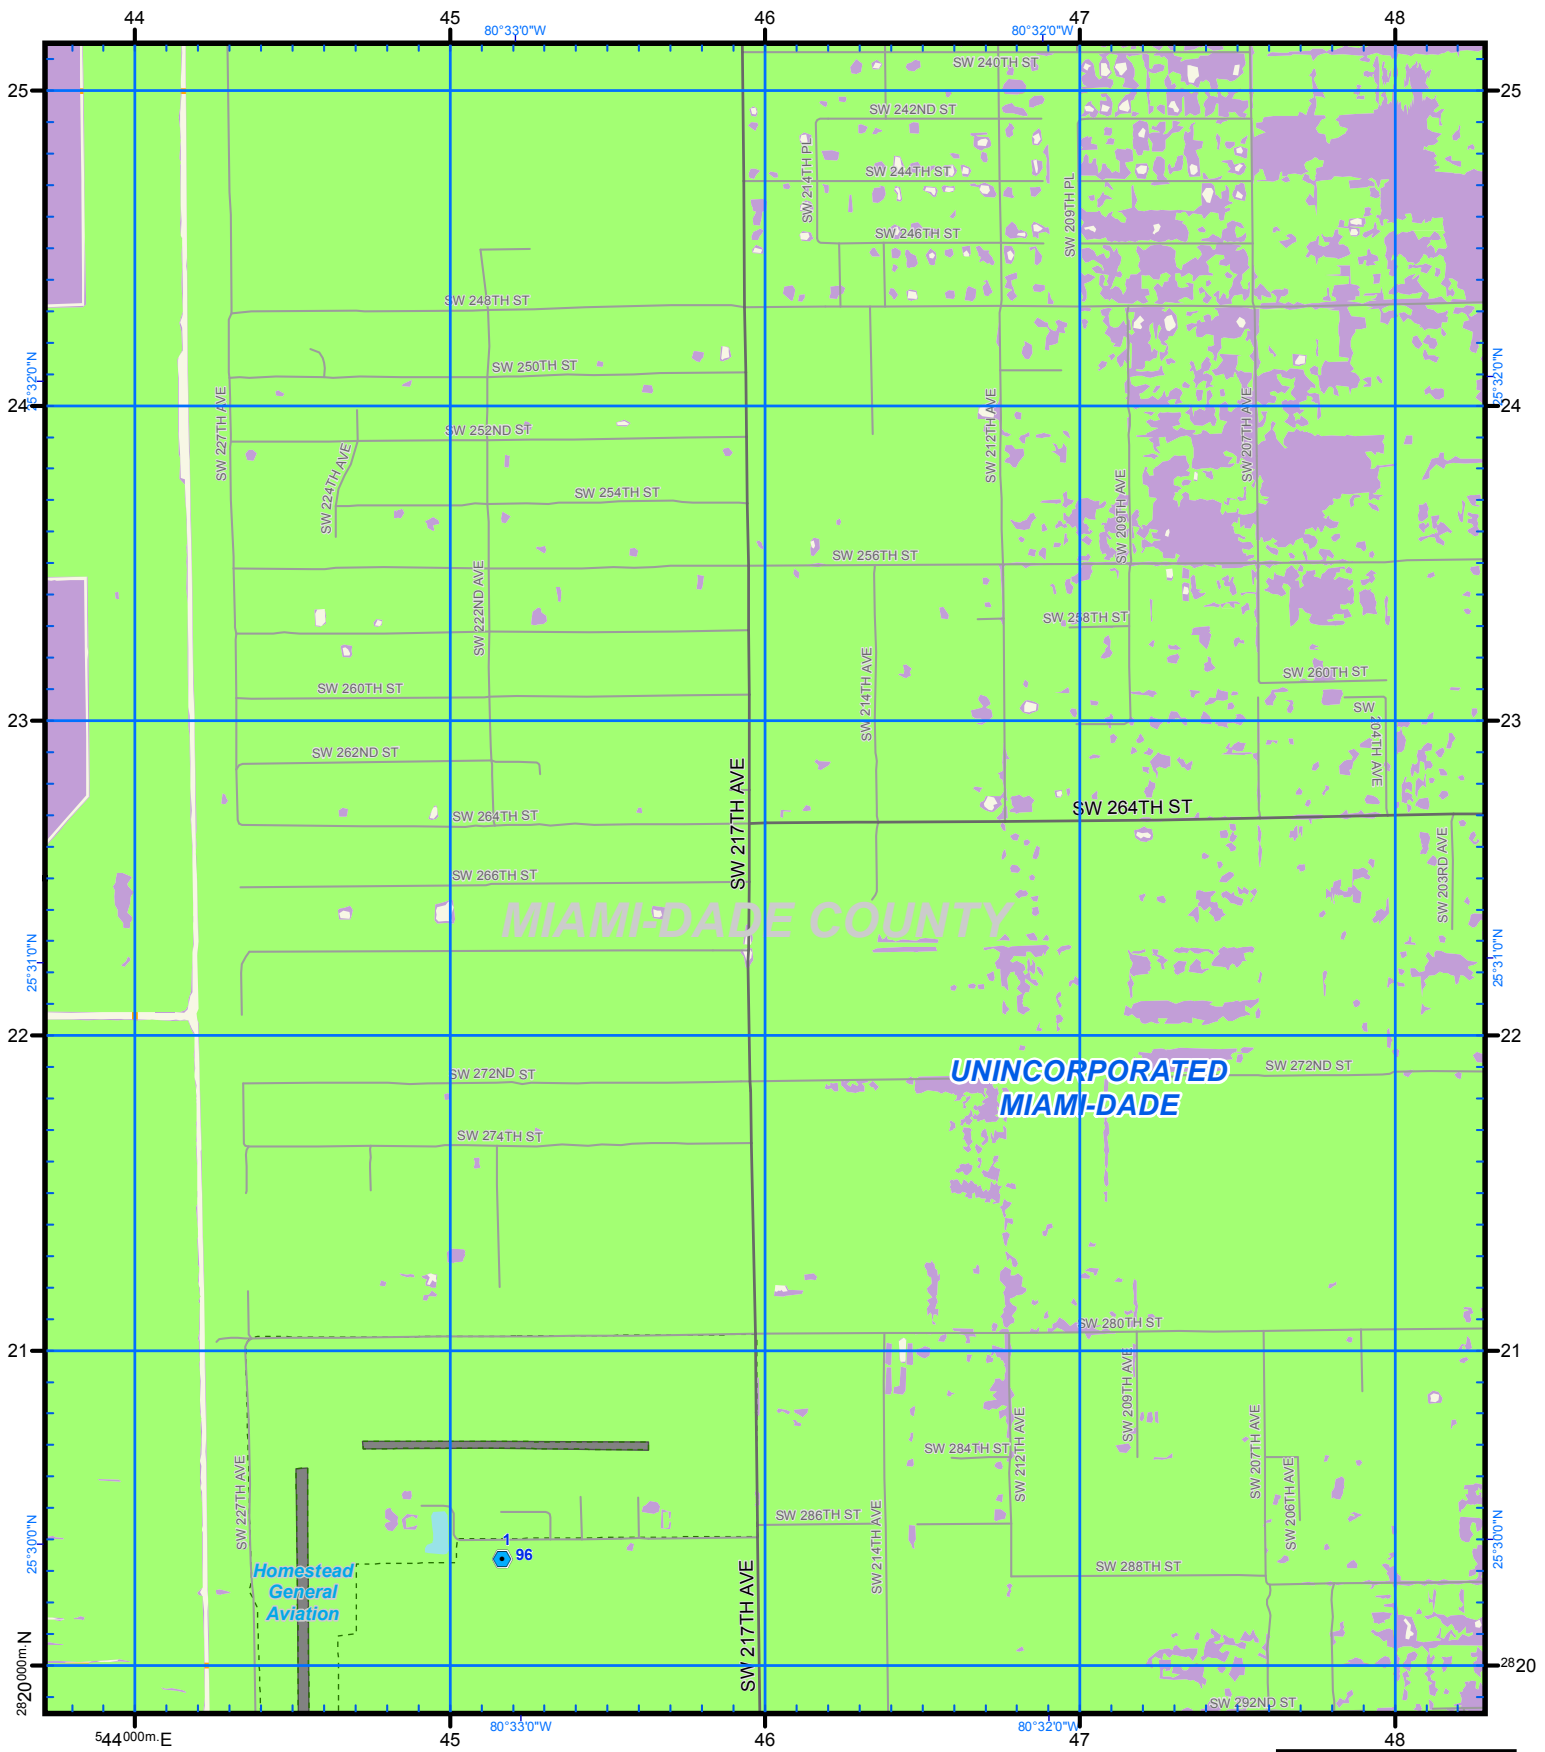 44 45 46 47 48
80°33'0"W 80°32'0"W
SW 240TH ST
25 25
SW 242ND ST
SW 214TH PL
SW 244TH ST
SW 209TH PL
SW 246TH ST
SW 248TH ST
25°32'0"N
25°32'0"N
SW 250TH ST
24 24
SW 227TH AVE
SW 212TH AVE
SW 207TH AVE
SW 252ND ST
SW 224TH AVE
SW 254TH ST
SW 209TH AVE
SW 256TH ST
SW 222ND AVE
SW 258TH ST
SW 214TH AVE
SW 260TH ST
SW 260TH ST
SW 204TH AVE
23 23
SW 262ND ST
SW 217TH AVE
SW 264TH ST
SW 264TH ST
SW 203RD AVE
SW 266TH ST
MIAMI-DADE COUNTY
25°31'0"N
25°31'0"N
22 22
UNINCORPORATED
MIAMI-DADE
SW 272ND ST
SW 272ND ST
SW 274TH ST
SW 280TH ST
21 21
SW 209TH AVE
SW 212TH AVE
SW 207TH AVE
SW 284TH ST
SW 227TH AVE
SW 206TH AVE
SW 214TH AVE
SW 286TH ST
25°30'0"N
25°30'0"N
1
96
SW 288TH ST
Homestead
General
Aviation
SW 217TH AVE
2820000m.N
2820
SW 292ND ST
80°33'0"W 80°32'0"W
544000m.E 45 46 47 48